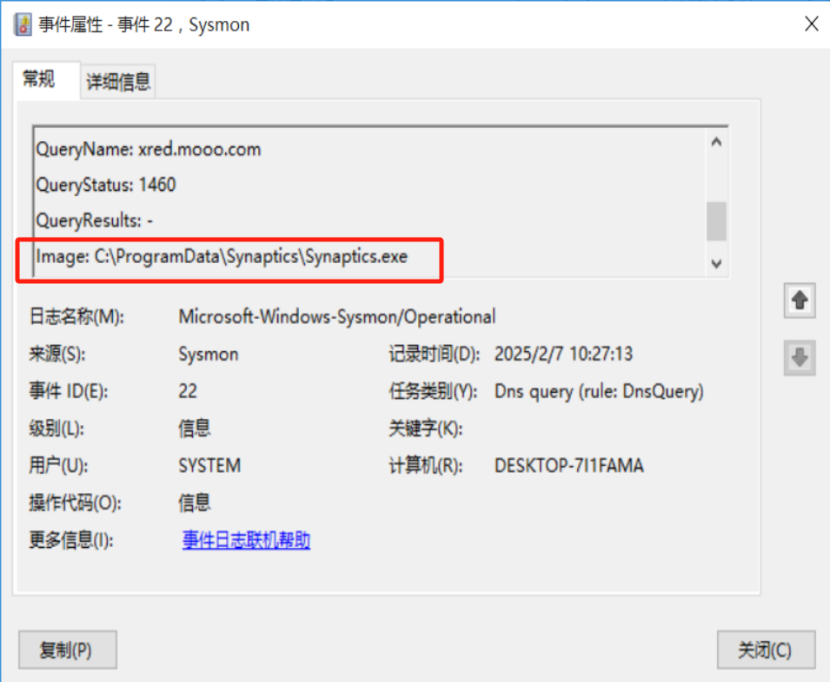 事件属性 - 事件 22，Sysmon
常规 详细信息
QueryName: xred.mooo.com
QueryStatus: 1460
QueryResults: -
Image: C:\ProgramData\Synaptics\Synaptics.exe
日志名称(M): Microsoft-Windows-Sysmon/Operational
来源(S): Sysmon 记录时间(D): 2025/2/7 10:27:13
事件 ID(E): 22 任务类别(Y): Dns query (rule: DnsQuery)
级别(L): 信息 关键字(K):
用户(U): SYSTEM 计算机(R): DESKTOP-7I1FAMA
操作代码(O): 信息
更多信息(I): 事件日志联机帮助
复制(P) 关闭(C)